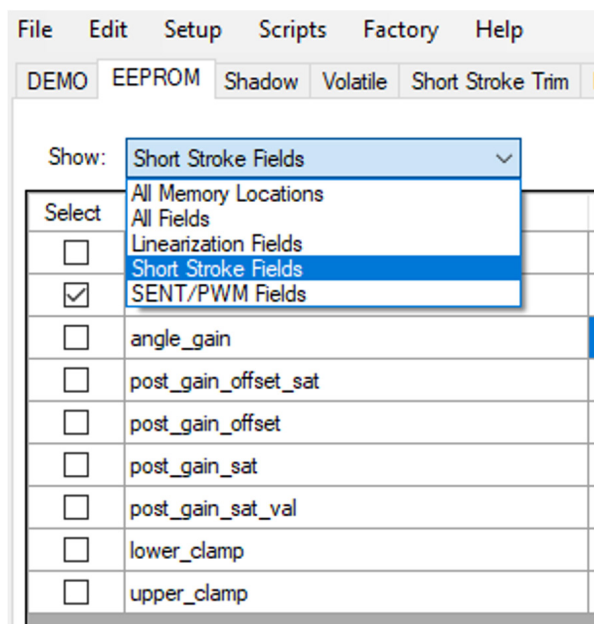 File Edit Setup Scripts Factory Help
DEMO EEPROM Shadow Volatile Short Stroke Trim
Show: Short Stroke Fields
All Memory Locations
Select
All Fields
Linearization Fields
Short Stroke Fields
SENT/PWM Fields
angle_gain
post_gain_offset_sat
post_gain_offset
post_gain_sat
post_gain_sat_val
lower_clamp
upper_clamp